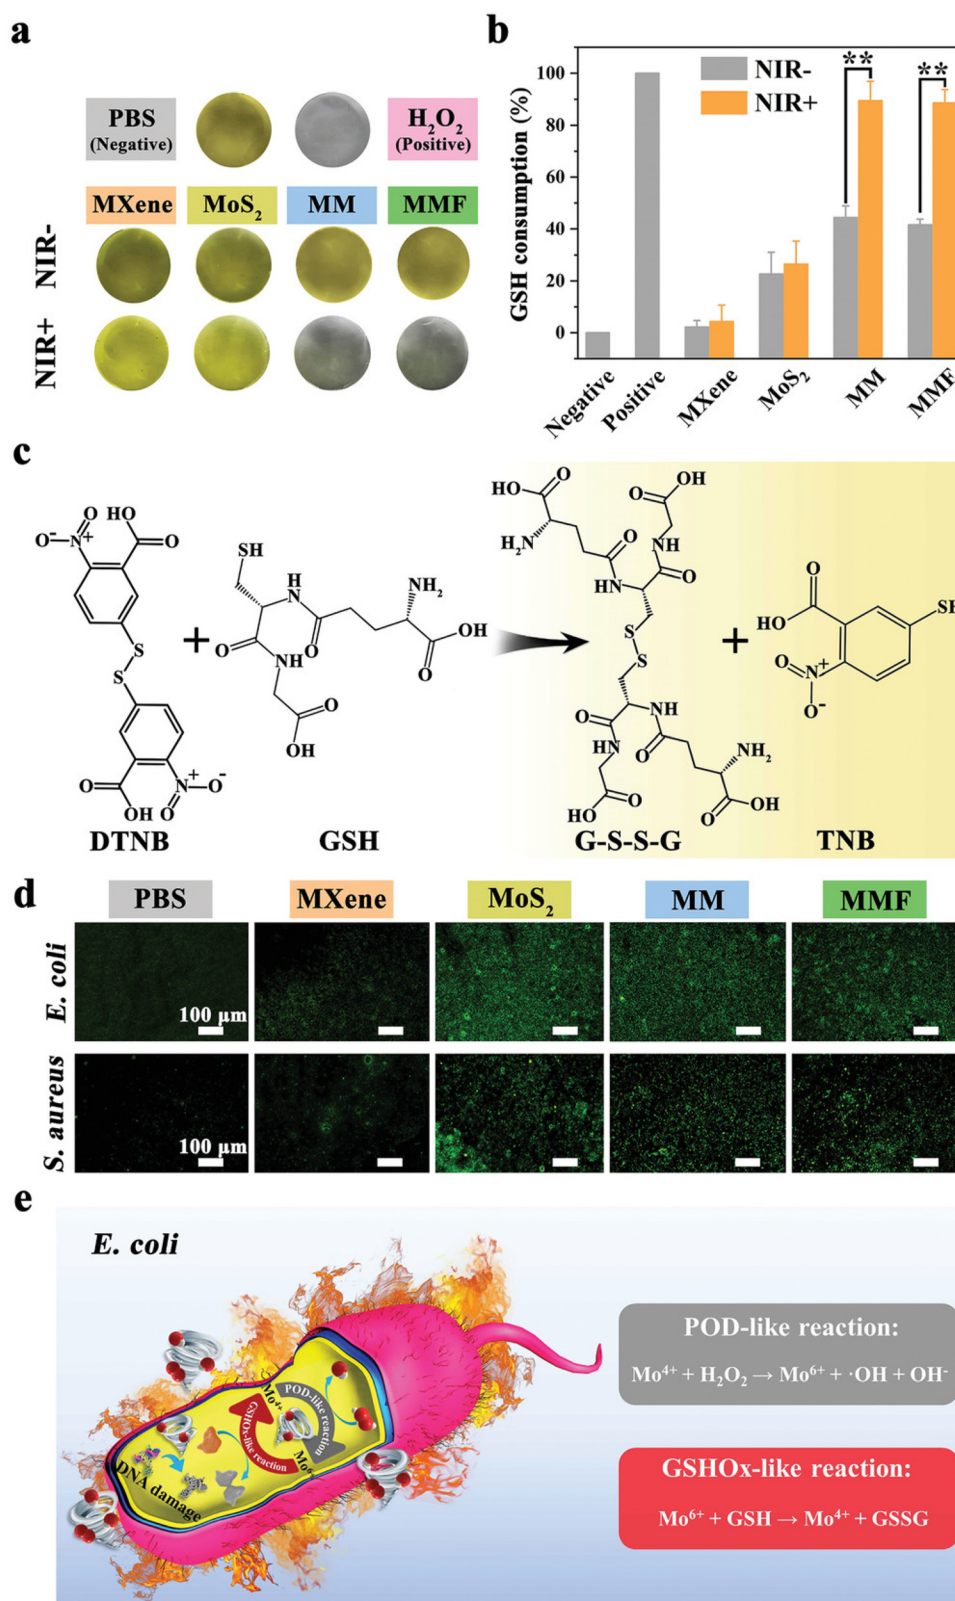 a
PBS
(Negative)
H₂O₂
(Positive)
MXene MoS₂ MM MMF
NIR-
NIR+
b
GSH consumption (%)
100
80
60
40
20
0
NIR-
NIR+
** **
Negative Positive MXene MoS₂ MM MMF
c
O
O⁻ N⁺
HO
O
S
S
O
OH
N⁺ O⁻
O
DTNB
+
SH
H
N
O
NH
O
NH₂
OH
O
O
OH
GSH
HO O
H₂N
O OH
O
NH
HN
O
S
S
O
NH
HN
O
NH₂
HO O
O OH
G-S-S-G
+
O
HO
SH
O N⁺
O⁻
TNB
d
PBS MXene MoS₂ MM MMF
E. coli
100 µm
S. aureus
100 µm
e
E. coli
Mo⁴⁺
POD-like reaction
GSHOx-like reaction
Mo⁶⁺
DNA damage
POD-like reaction:
Mo⁴⁺ + H₂O₂ → Mo⁶⁺ + ·OH + OH⁻
GSHOx-like reaction:
Mo⁶⁺ + GSH → Mo⁴⁺ + GSSG